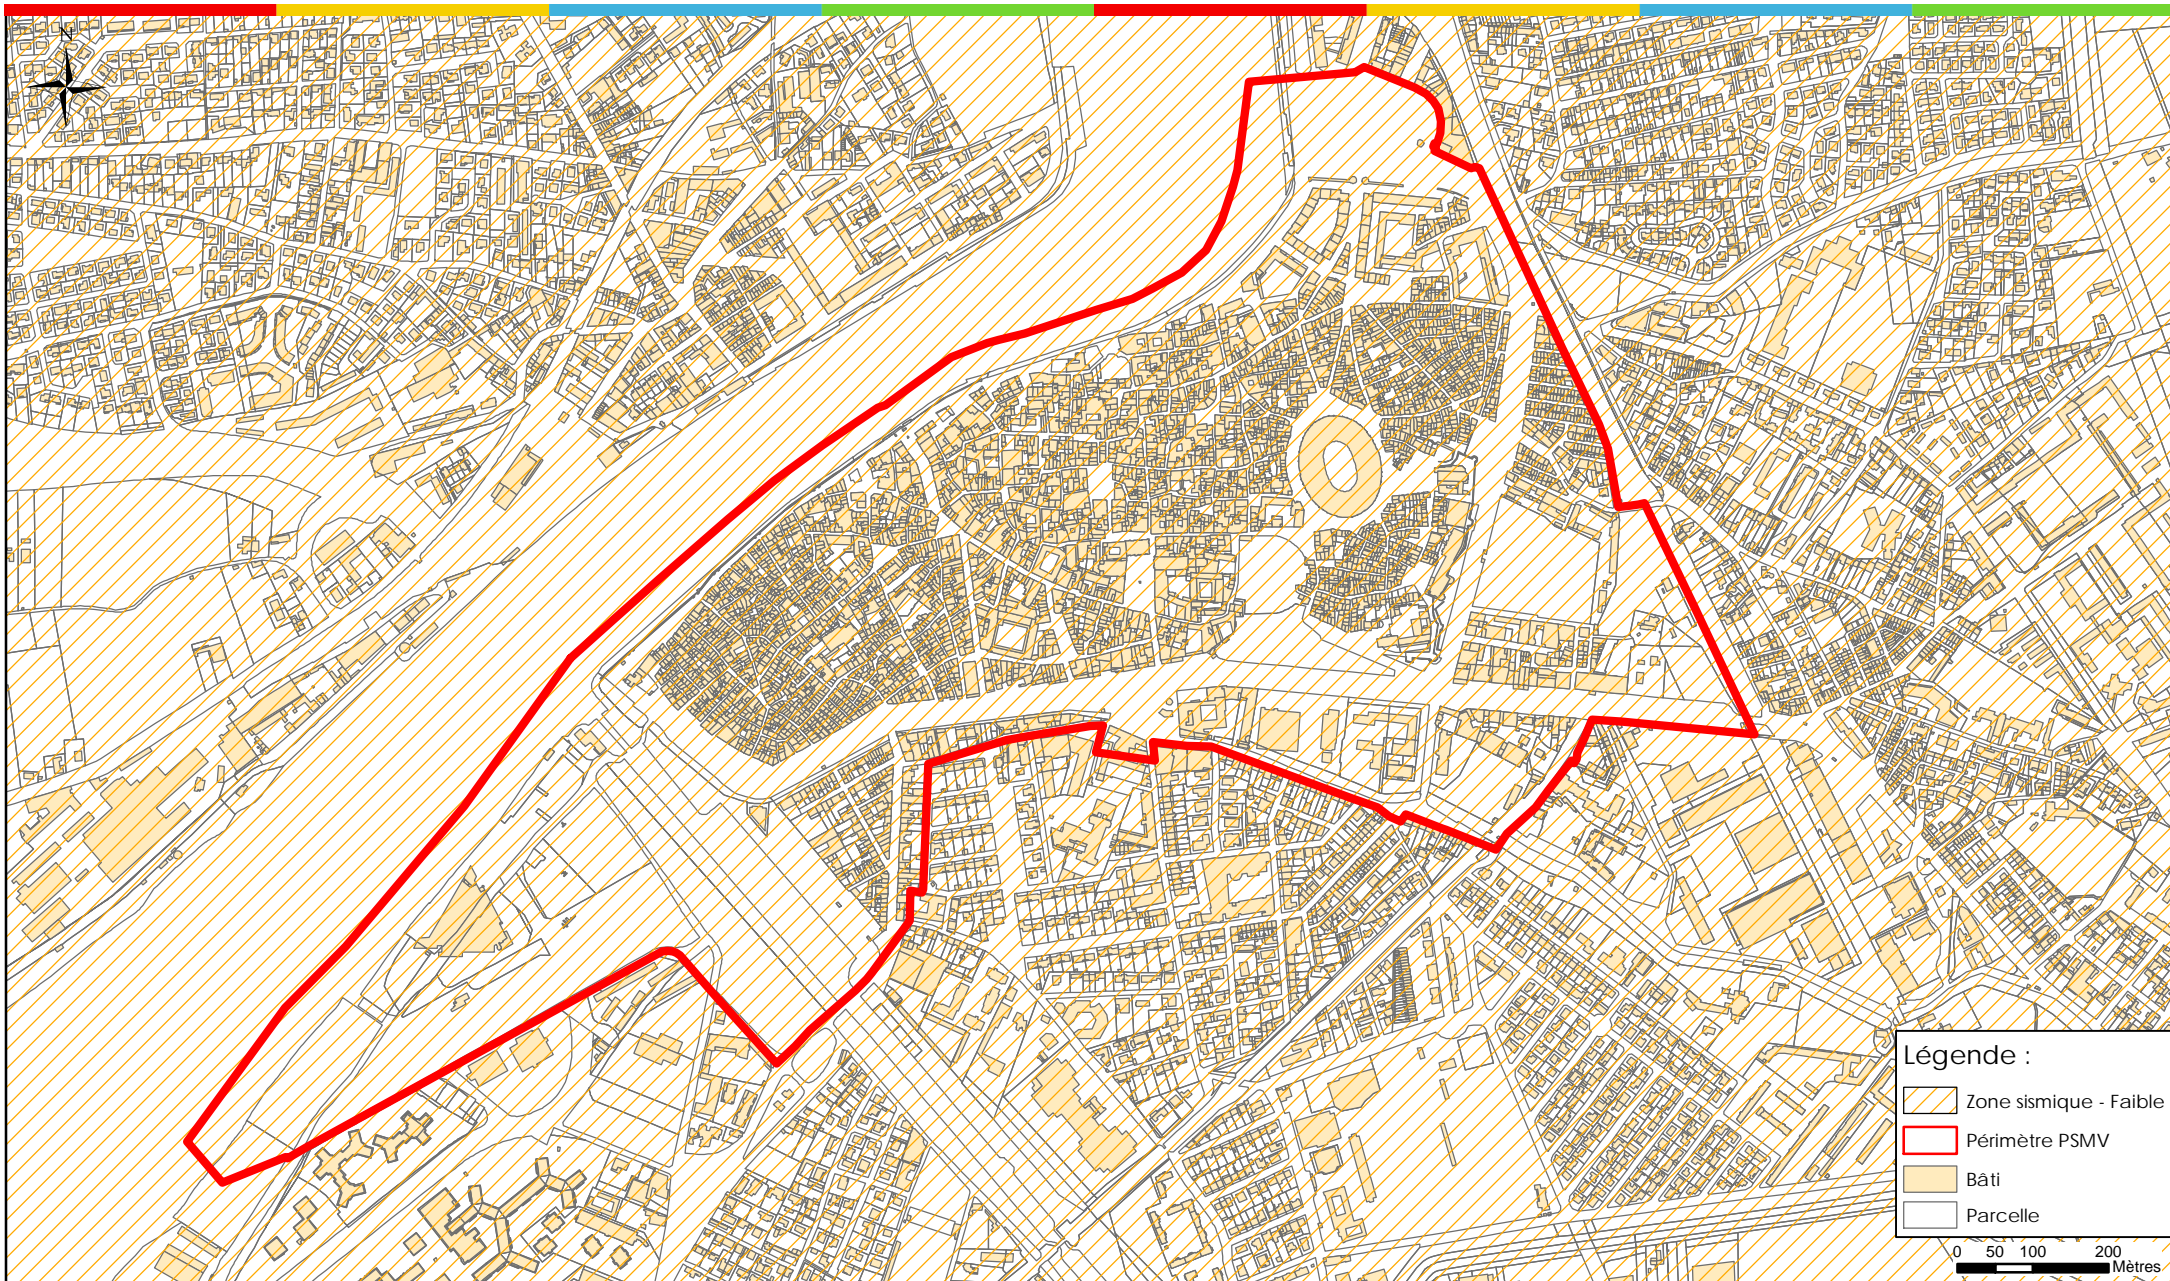 N
Légende :
Zone sismique - Faible
Périmètre PSMV
Bâti
Parcelle
0 50 100 200
Mètres